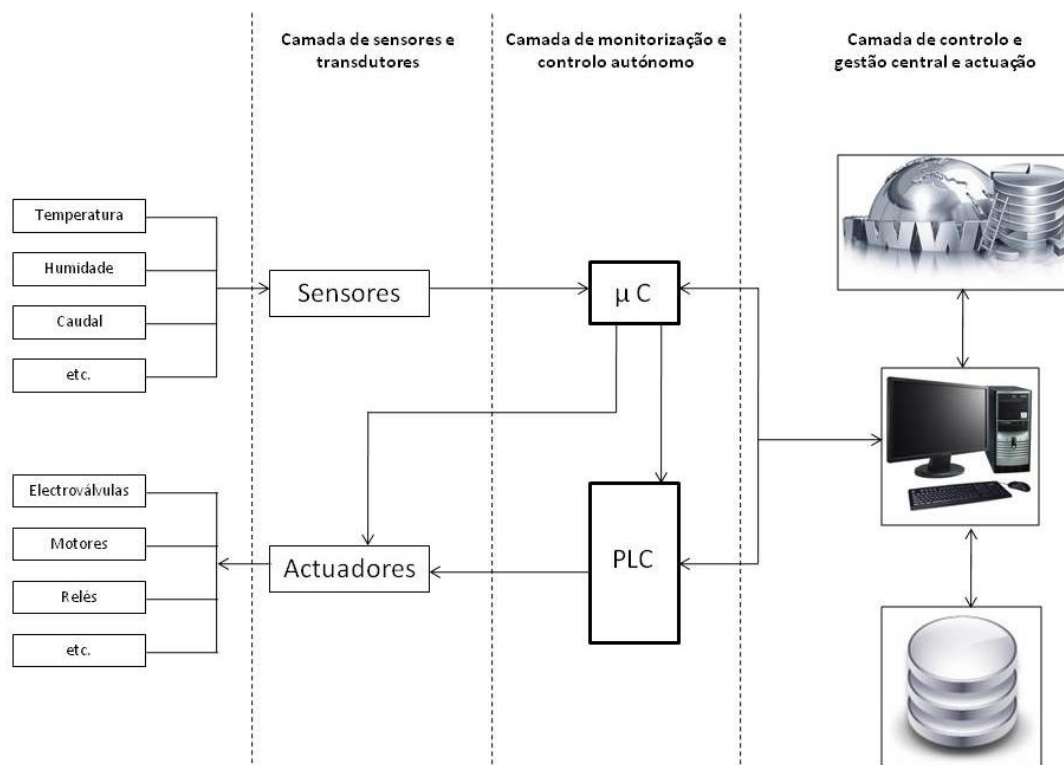 Camada de sensores e
transdutores
Camada de monitorização e
controlo autónomo
Camada de controlo e
gestão central e actuação
WWW
Temperatura
Humidade
Caudal
etc.
Sensores
μ C
Electroválvulas
Motores
Relés
etc.
Actuadores
PLC